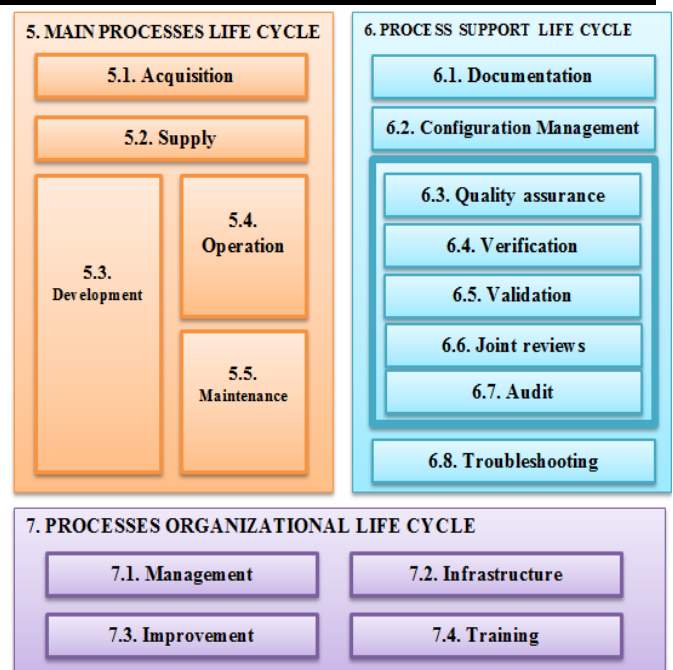 5. MAIN PROCESSES LIFE CYCLE
5.1. Acquisition
5.2. Supply
5.3.
Development
5.4.
Operation
5.5.
Maintenance
6. PROCESS SUPPORT LIFE CYCLE
6.1. Documentation
6.2. Configuration Management
6.3. Quality assurance
6.4. Verification
6.5. Validation
6.6. Joint reviews
6.7. Audit
6.8. Troubleshooting
7. PROCESSES ORGANIZATIONAL LIFE CYCLE
7.1. Management
7.2. Infrastructure
7.3. Improvement
7.4. Training